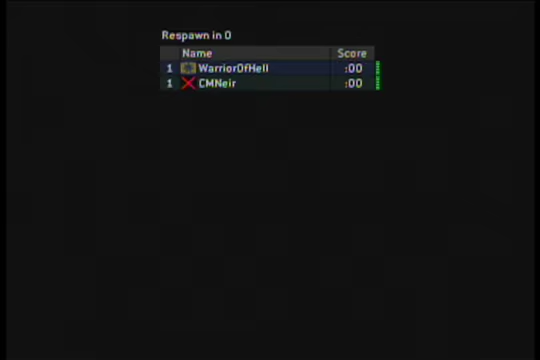 Respawn in 0
Name Score
1 WarriorOfHell :00
1 CMNeir :00